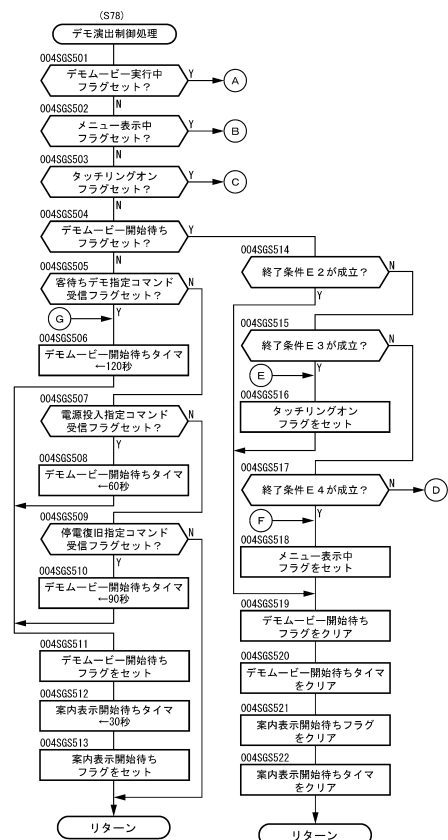 (S78)
デモ演出制御処理
004SGS501
デモムービー実行中
フラグセット?
Y
A
N
004SGS502
メニュー表示中
フラグセット?
Y
B
N
004SGS503
タッチリングオン
フラグセット?
Y
C
N
004SGS504
デモムービー開始待ち
フラグセット?
Y
N
004SGS505
客待ちデモ指定コマンド
受信フラグセット?
N
Y
G
004SGS506
デモムービー開始待ちタイマ
←120秒
004SGS507
電源投入指定コマンド
受信フラグセット?
N
Y
004SGS508
デモムービー開始待ちタイマ
←60秒
004SGS509
停電復旧指定コマンド
受信フラグセット?
N
Y
004SGS510
デモムービー開始待ちタイマ
←90秒
004SGS511
デモムービー開始待ち
フラグをセット
004SGS512
案内表示開始待ちタイマ
←30秒
004SGS513
案内表示開始待ち
フラグをセット
リターン
004SGS514
終了条件E2が成立?
N
Y
004SGS515
終了条件E3が成立?
N
Y
E
004SGS516
タッチリングオン
フラグをセット
004SGS517
終了条件E4が成立?
N
D
Y
F
004SGS518
メニュー表示中
フラグをセット
004SGS519
デモムービー開始待ち
フラグをクリア
004SGS520
デモムービー開始待ちタイマ
をクリア
004SGS521
案内表示開始待ちフラグ
をクリア
004SGS522
案内表示開始待ちタイマ
をクリア
リターン